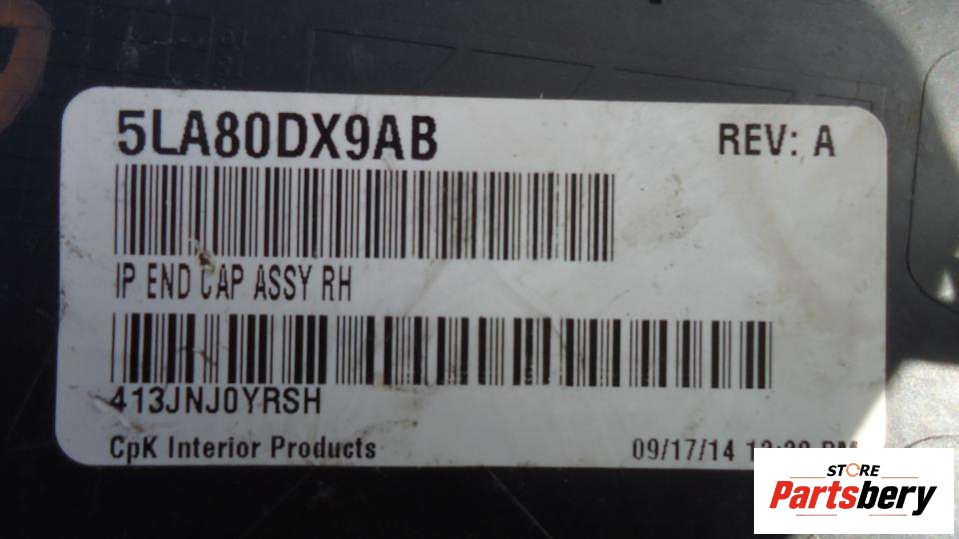 5LA80DX9AB REV: A
IP END CAP ASSY RH
413JNJ0YRSH
CpK Interior Products 09/17/14
STORE
Partsbery